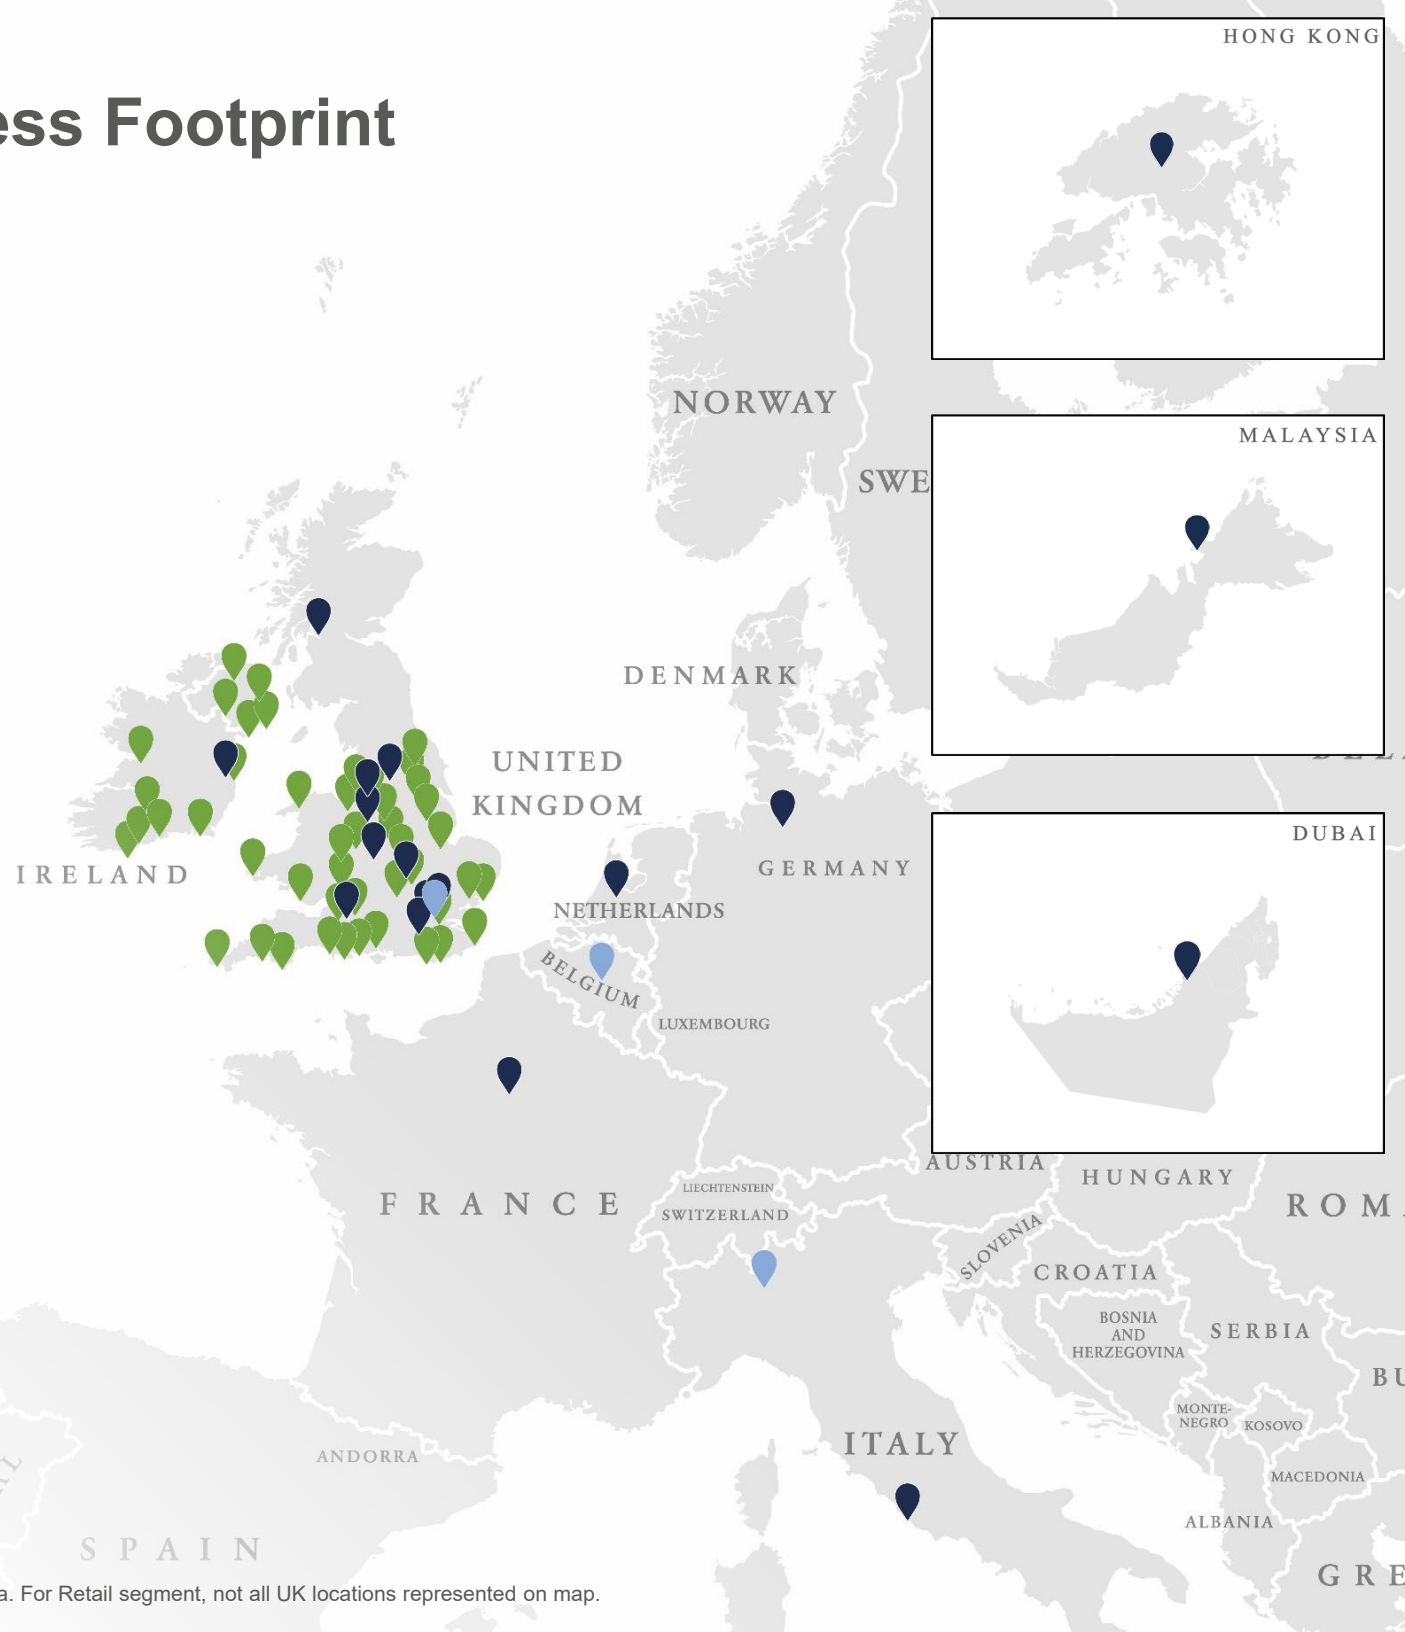 ess Footprint
HONG KONG
NORWAY
MALAYSIA
SWE
DENMARK
UNITED
KINGDOM
DUBAI
IRELAND
GERMANY
NETHERLANDS
BELGIUM
LUXEMBOURG
AUSTRIA
HUNGARY
LIECHTENSTEIN
FRANCE
SWITZERLAND
ROM
SLOVENIA
CROATIA
BOSNIA
AND
HERZEGOVINA
SERBIA
BU
MONTE-
NEGRO
KOSOVO
ITALY
ANDORRA
MACEDONIA
ALBANIA
SPAIN
GRE
a. For Retail segment, not all UK locations represented on map.